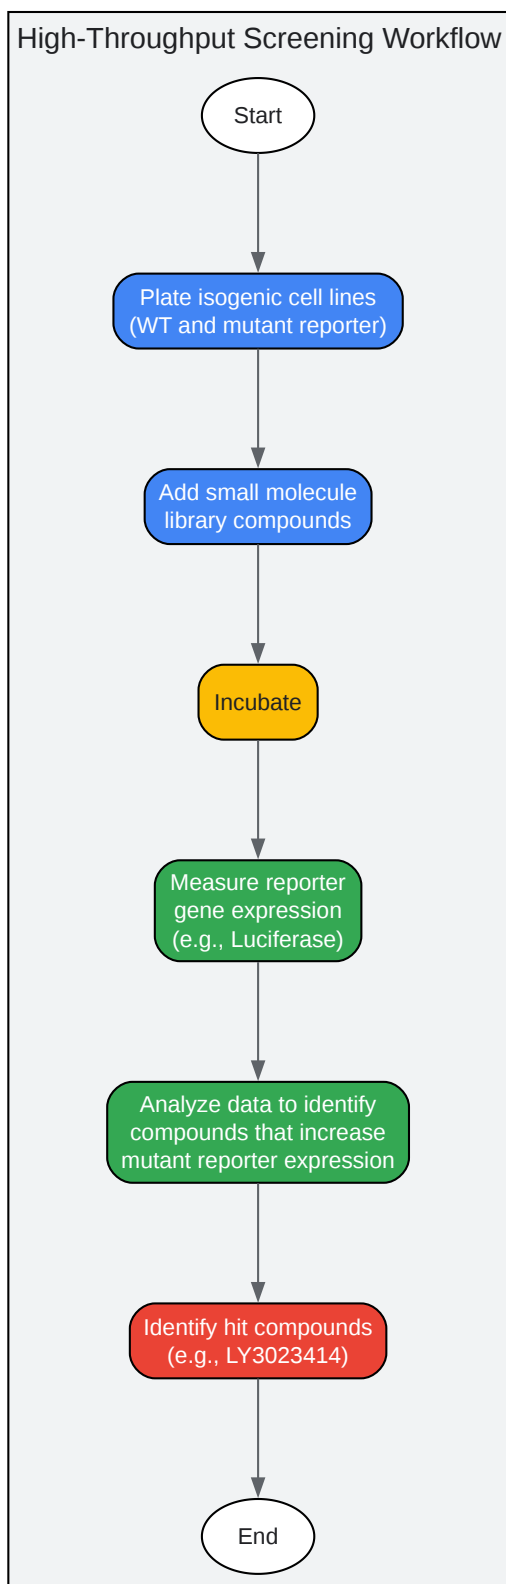 High-Throughput Screening Workflow
Start
Plate isogenic cell lines
(WT and mutant reporter)
Add small molecule
library compounds
Incubate
Measure reporter
gene expression
(e.g., Luciferase)
Analyze data to identify
compounds that increase
mutant reporter expression
Identify hit compounds
(e.g., LY3023414)
End